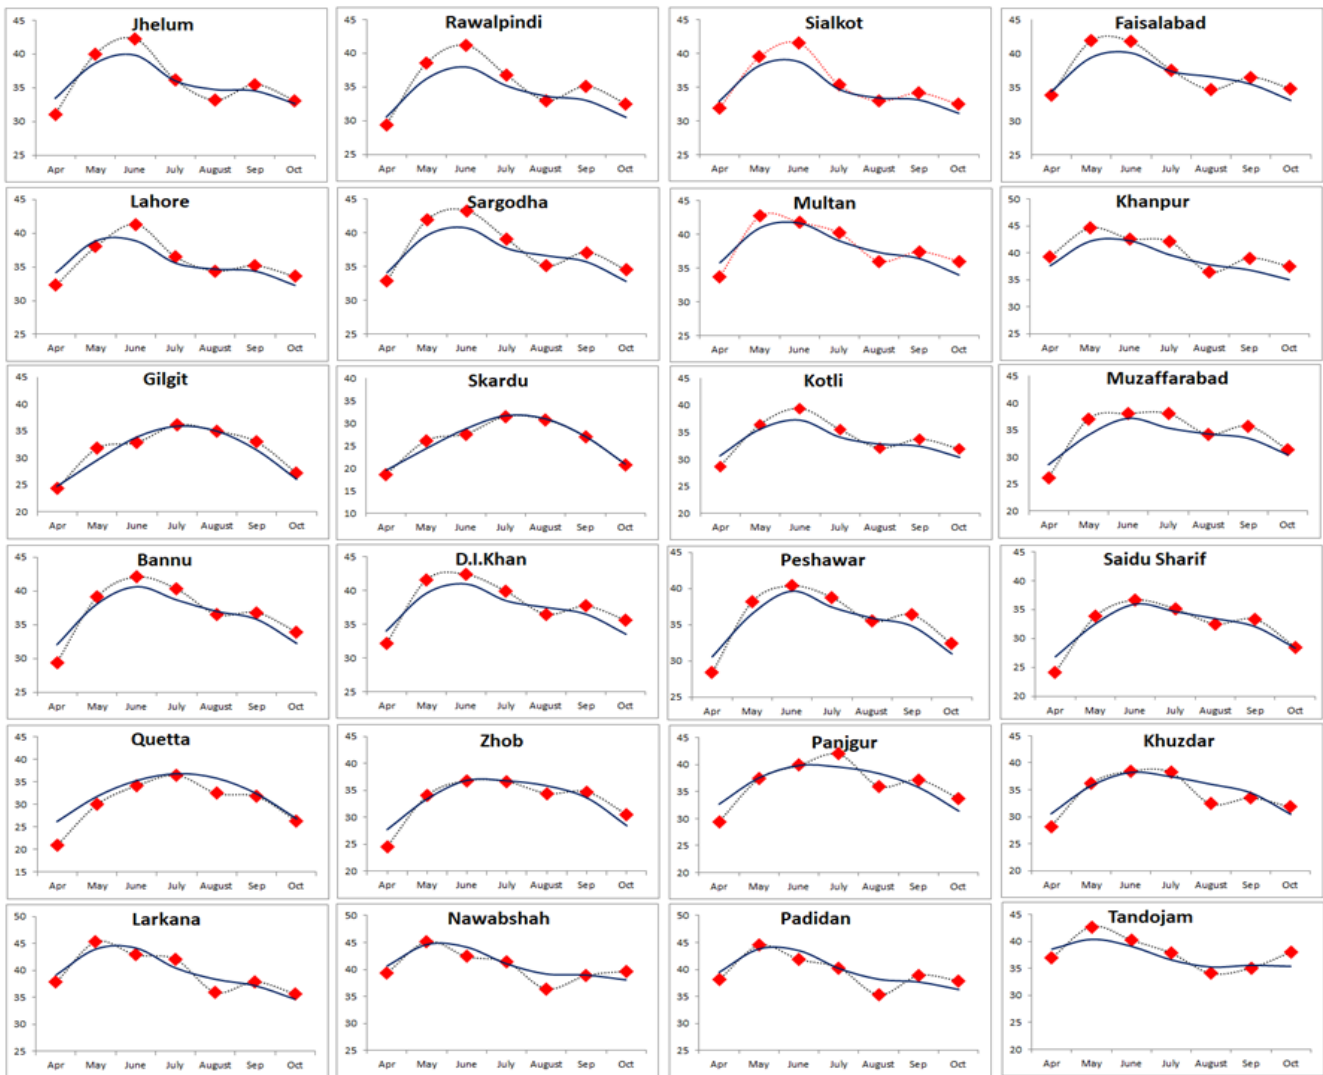 Jhelum
45
40
35
30
25
Apr May June July August Sep Oct
Rawalpindi
45
40
35
30
25
Apr May June July August Sep Oct
Sialkot
45
40
35
30
25
Apr May June July August Sep Oct
Faisalabad
45
40
35
30
25
Apr May June July August Sep Oct
Lahore
45
40
35
30
25
Apr May June July August Sep Oct
Sargodha
45
40
35
30
25
Apr May June July August Sep Oct
Multan
45
40
35
30
25
Apr May June July August Sep Oct
Khanpur
50
45
40
35
30
25
Apr May June July August Sep Oct
Gilgit
45
40
35
30
25
20
Apr May June July August Sep Oct
Skardu
40
35
30
25
20
15
10
Apr May June July August Sep Oct
Kotli
45
40
35
30
25
20
Apr May June July August Sep Oct
Muzaffarabad
45
40
35
30
25
20
Apr May June July August Sep Oct
Bannu
45
40
35
30
25
Apr May June July August Sep Oct
D.I.Khan
45
40
35
30
25
Apr May June July August Sep Oct
Peshawar
45
40
35
30
25
Apr May June July August Sep Oct
Saidu Sharif
45
40
35
30
25
20
Apr May June July August Sep Oct
Quetta
45
40
35
30
25
20
15
Apr May June July August Sep Oct
Zhob
45
40
35
30
25
20
Apr May June July August Sep Oct
Panjgur
45
40
35
30
25
20
Apr May June July August Sep Oct
Khuzdar
45
40
35
30
25
20
Apr May June July August Sep Oct
Larkana
50
45
40
35
30
25
Apr May June July August Sep Oct
Nawabshah
50
45
40
35
30
25
Apr May June July August Sep Oct
Padidan
50
45
40
35
30
25
Apr May June July August Sep Oct
Tandojam
45
40
35
30
25
20
Apr May June July August Sep Oct